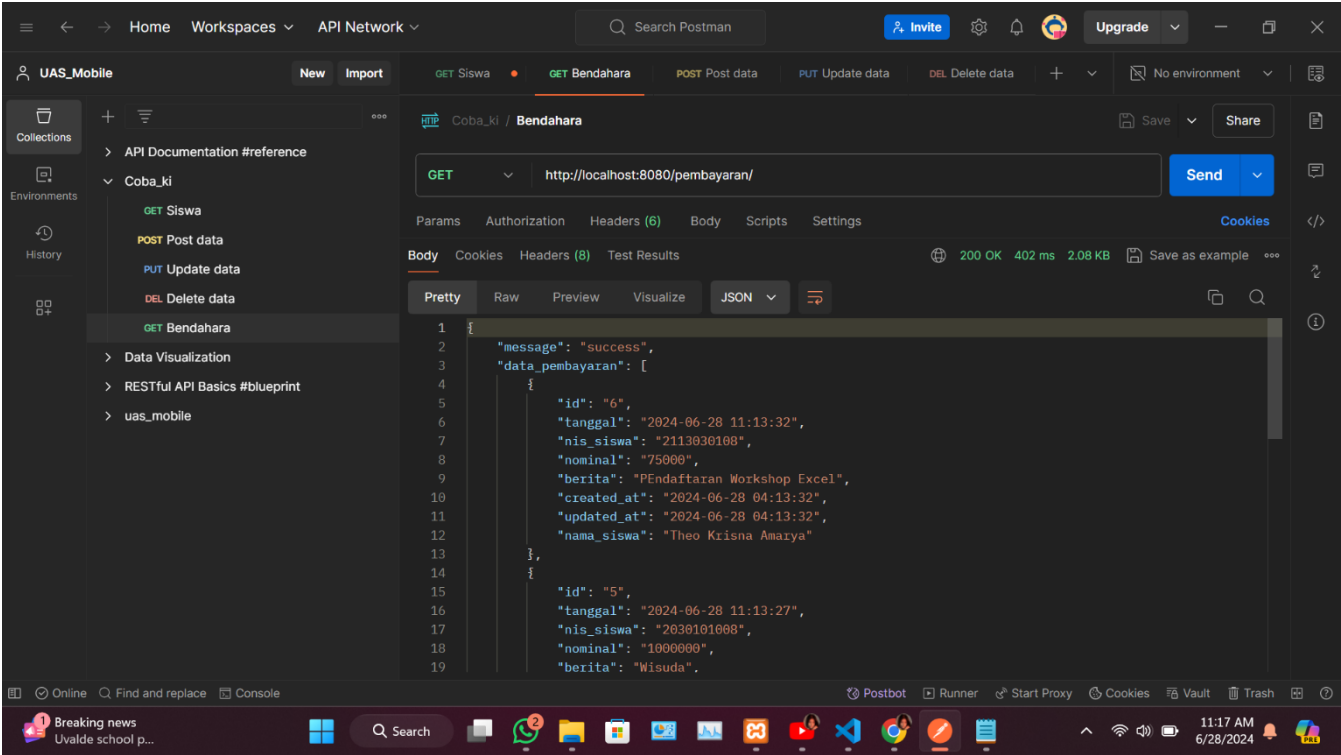 Home Workspaces API Network Search Postman Invite Upgrade
UAS_Mobile New Import GET Siswa GET Bendahara POST Post data PUT Update data DEL Delete data No environment
Collections
Environments
History
API Documentation #reference
Coba_ki
GET Siswa
POST Post data
PUT Update data
DEL Delete data
GET Bendahara
Data Visualization
RESTful API Basics #blueprint
uas_mobile
HTTP Coba_ki / Bendahara Save Share
GET http://localhost:8080/pembayaran/ Send
Params Authorization Headers (6) Body Scripts Settings Cookies
Body Cookies Headers (8) Test Results 200 OK 402 ms 2.08 KB Save as example
Pretty Raw Preview Visualize JSON
1 {
2 "message": "success",
3 "data_pembayaran": [
4 {
5 "id": "6",
6 "tanggal": "2024-06-28 11:13:32",
7 "nis_siswa": "2113030108",
8 "nominal": "75000",
9 "berita": "PEndaftaran Workshop Excel",
10 "created_at": "2024-06-28 04:13:32",
11 "updated_at": "2024-06-28 04:13:32",
12 "nama_siswa": "Theo Krisna Amarya"
13 },
14 {
15 "id": "5",
16 "tanggal": "2024-06-28 11:13:27",
17 "nis_siswa": "2030101008",
18 "nominal": "1000000",
19 "berita": "Wisuda",
Online Find and replace Console Postbot Runner Start Proxy Cookies Vault Trash
1 Breaking news
Uvalde school p...
Search
2
PRE
11:17 AM
6/28/2024